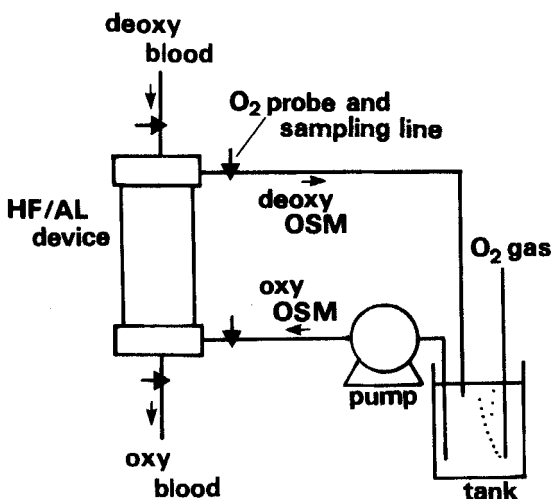 deoxy
blood
O₂ probe and
sampling line
HF/AL
device
deoxy
OSM
O₂ gas
oxy
OSM
pump
oxy
blood
tank